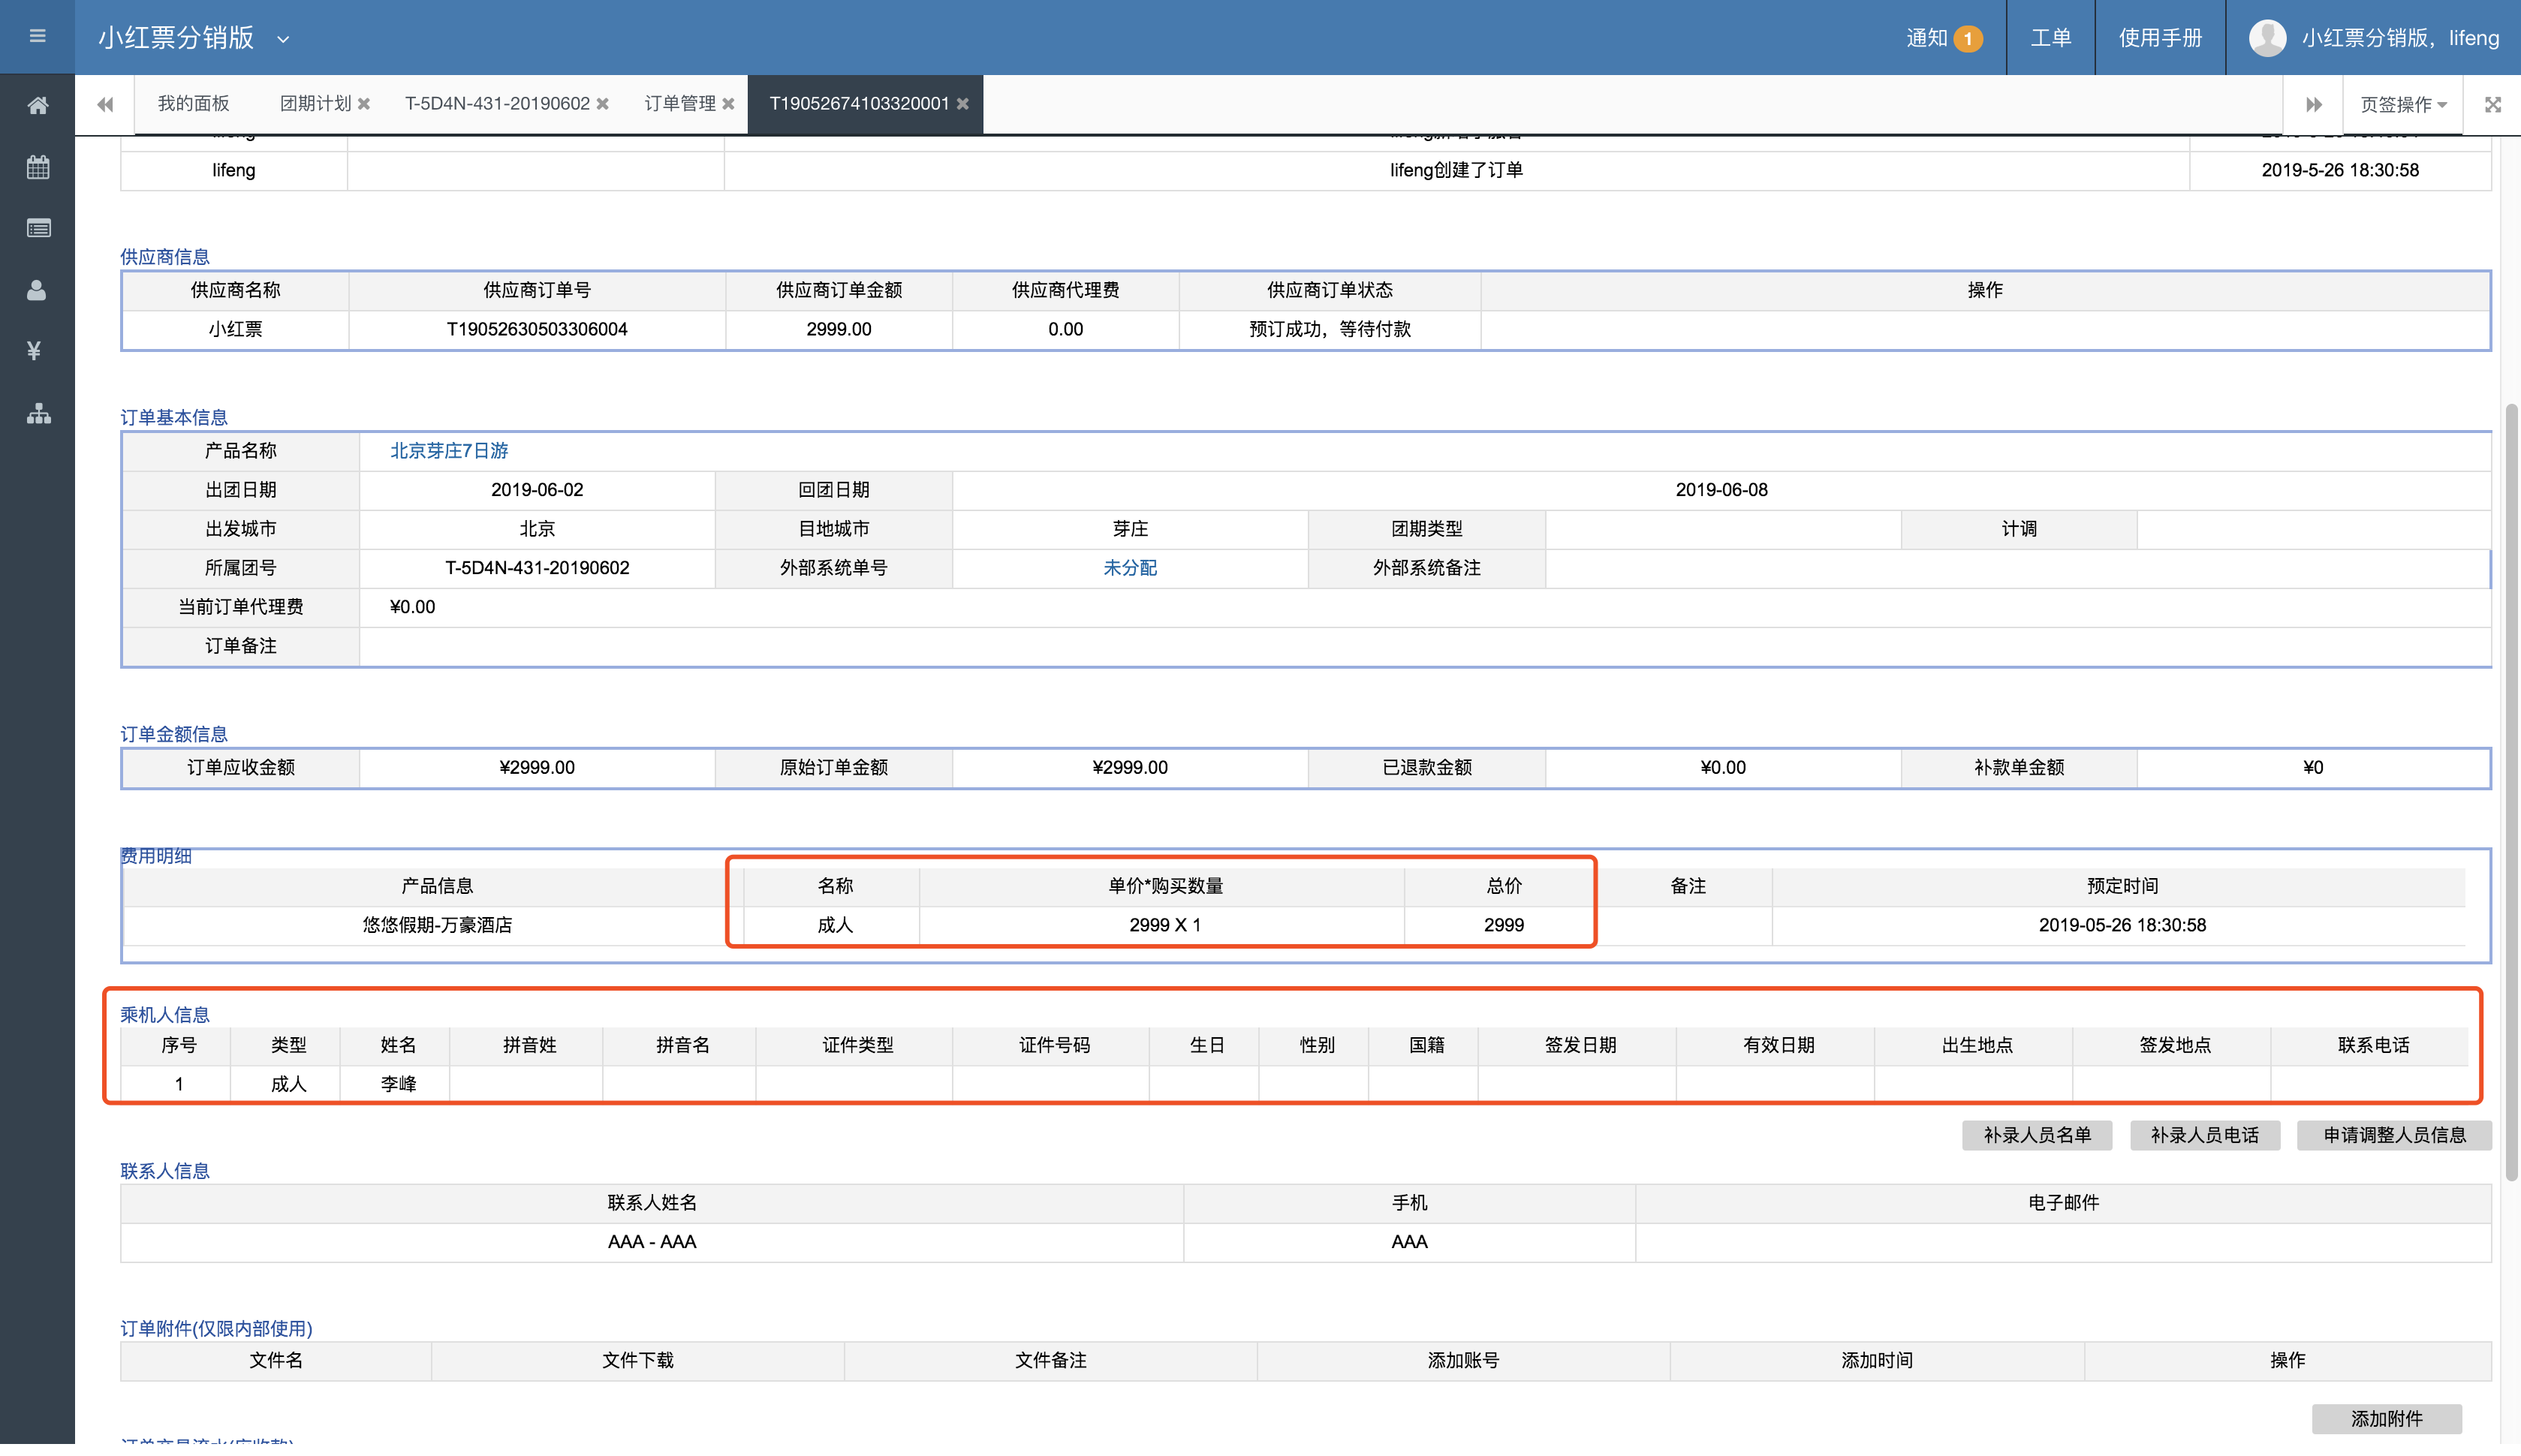 小红票分销版
通知 1 工单 使用手册 小红票分销版, lifeng
我的面板 团期计划 T-5D4N-431-20190602 订单管理 T19052674103320001 页签操作
lifeng lifeng创建了订单 2019-5-26 18:30:58
供应商信息
供应商名称 供应商订单号 供应商订单金额 供应商代理费 供应商订单状态 操作
小红票 T19052630503306004 2999.00 0.00 预订成功，等待付款
订单基本信息
产品名称 北京芽庄7日游
出团日期 2019-06-02 回团日期 2019-06-08
出发城市 北京 目地城市 芽庄 团期类型 计调
所属团号 T-5D4N-431-20190602 外部系统单号 未分配 外部系统备注
当前订单代理费 ¥0.00
订单备注
订单金额信息
订单应收金额 ¥2999.00 原始订单金额 ¥2999.00 已退款金额 ¥0.00 补款单金额 ¥0
费用明细
产品信息 名称 单价*购买数量 总价 备注 预定时间
悠悠假期-万豪酒店 成人 2999 X 1 2999 2019-05-26 18:30:58
乘机人信息
序号 类型 姓名 拼音姓 拼音名 证件类型 证件号码 生日 性别 国籍 签发日期 有效日期 出生地点 签发地点 联系电话
1 成人 李峰
补录人员名单 补录人员电话 申请调整人员信息
联系人信息
联系人姓名 手机 电子邮件
AAA - AAA AAA
订单附件(仅限内部使用)
文件名 文件下载 文件备注 添加账号 添加时间 操作
添加附件